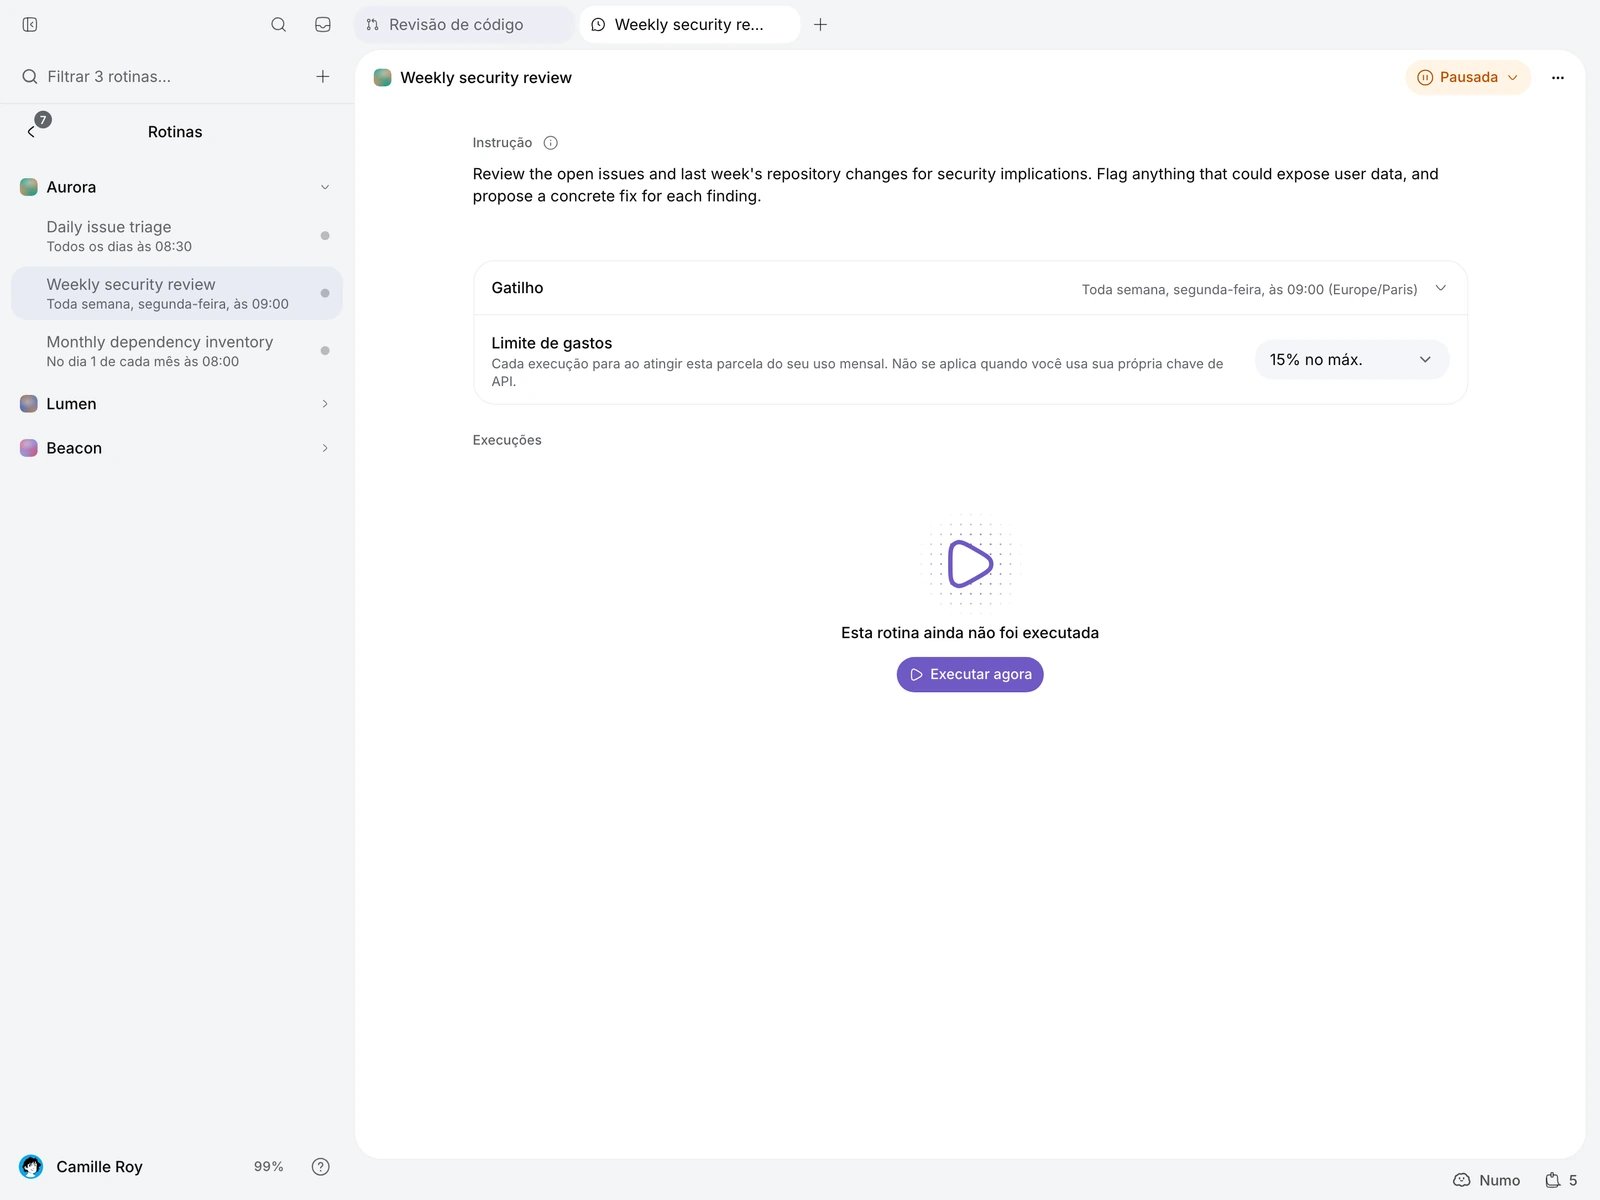 Revisão de código
Weekly security re...
Filtrar 3 rotinas...
7
Rotinas
Aurora
Daily issue triage
Todos os dias às 08:30
Weekly security review
Toda semana, segunda-feira, às 09:00
Monthly dependency inventory
No dia 1 de cada mês às 08:00
Lumen
Beacon
Camille Roy
99%
Weekly security review
Pausada
Instrução
Review the open issues and last week's repository changes for security implications. Flag anything that could expose user data, and
propose a concrete fix for each finding.
Gatilho
Toda semana, segunda-feira, às 09:00 (Europe/Paris)
Limite de gastos
Cada execução para ao atingir esta parcela do seu uso mensal. Não se aplica quando você usa sua própria chave de
API.
15% no máx.
Execuções
Esta rotina ainda não foi executada
Executar agora
Numo
5